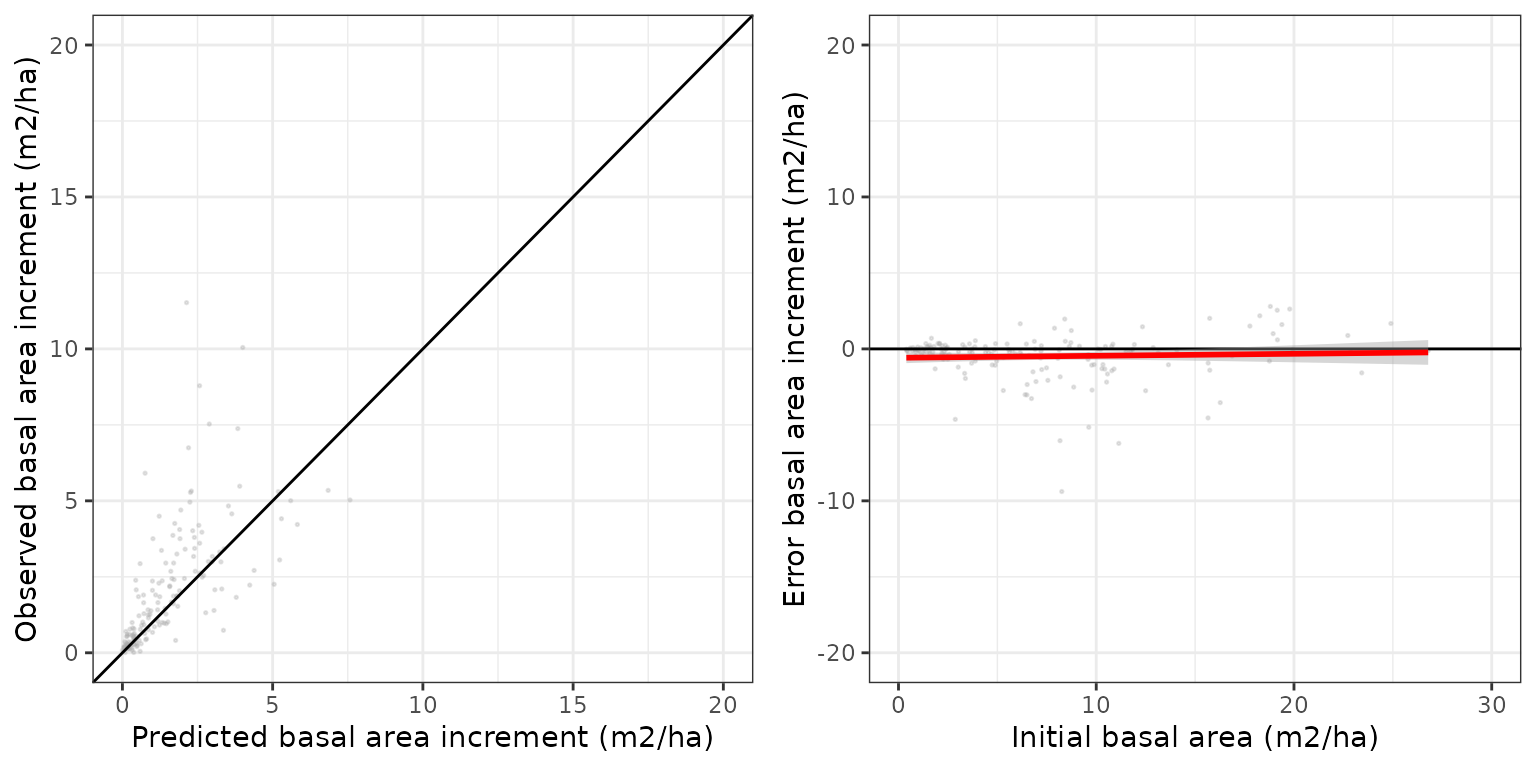 Observed basal area increment (m2/ha)
20
15
10
5
0
0 5 10 15 20
Predicted basal area increment (m2/ha)
Error basal area increment (m2/ha)
20
10
0
-10
-20
0 10 20 30
Initial basal area (m2/ha)